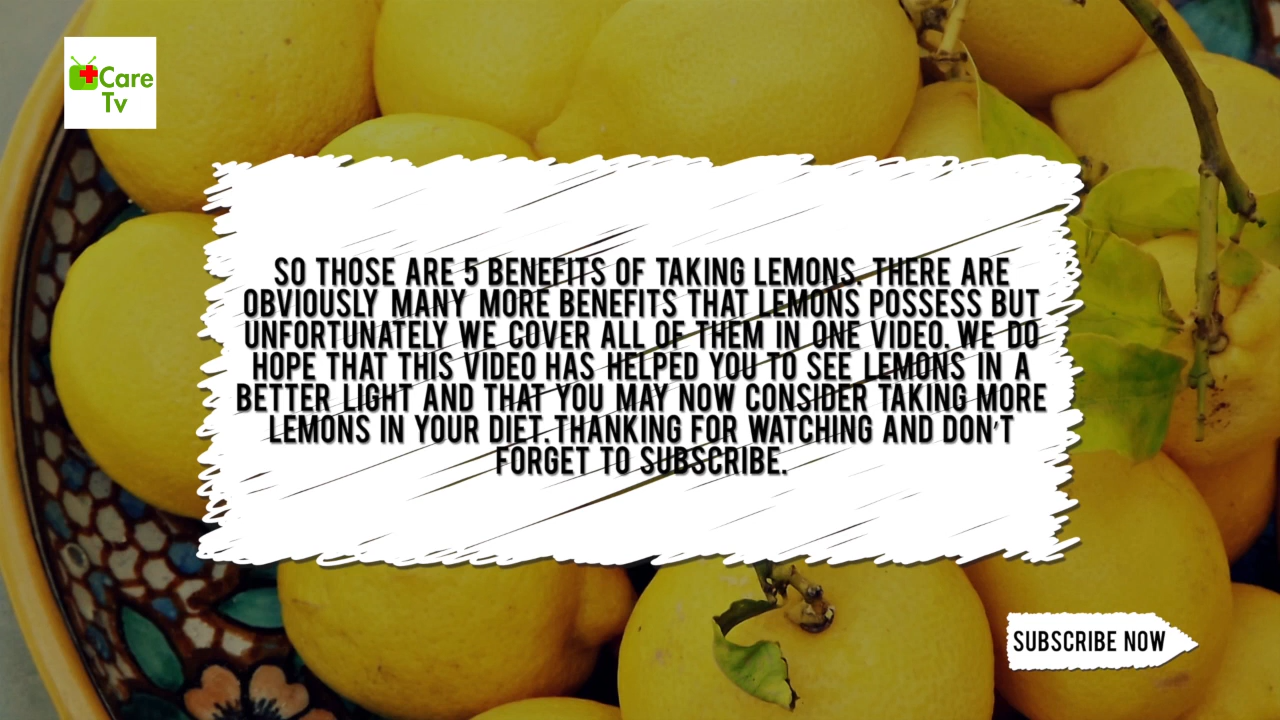 Care
Tv
SO THOSE ARE 5 BENEFITS OF TAKING LEMONS. THERE ARE
OBVIOUSLY MANY MORE BENEFITS THAT LEMONS POSSESS BUT
UNFORTUNATELY WE COVER ALL OF THEM IN ONE VIDEO. WE DO
HOPE THAT THIS VIDEO HAS HELPED YOU TO SEE LEMONS IN A
BETTER LIGHT AND THAT YOU MAY NOW CONSIDER TAKING MORE
LEMONS IN YOUR DIET. THANKING FOR WATCHING AND DON'T
FORGET TO SUBSCRIBE.
SUBSCRIBE NOW